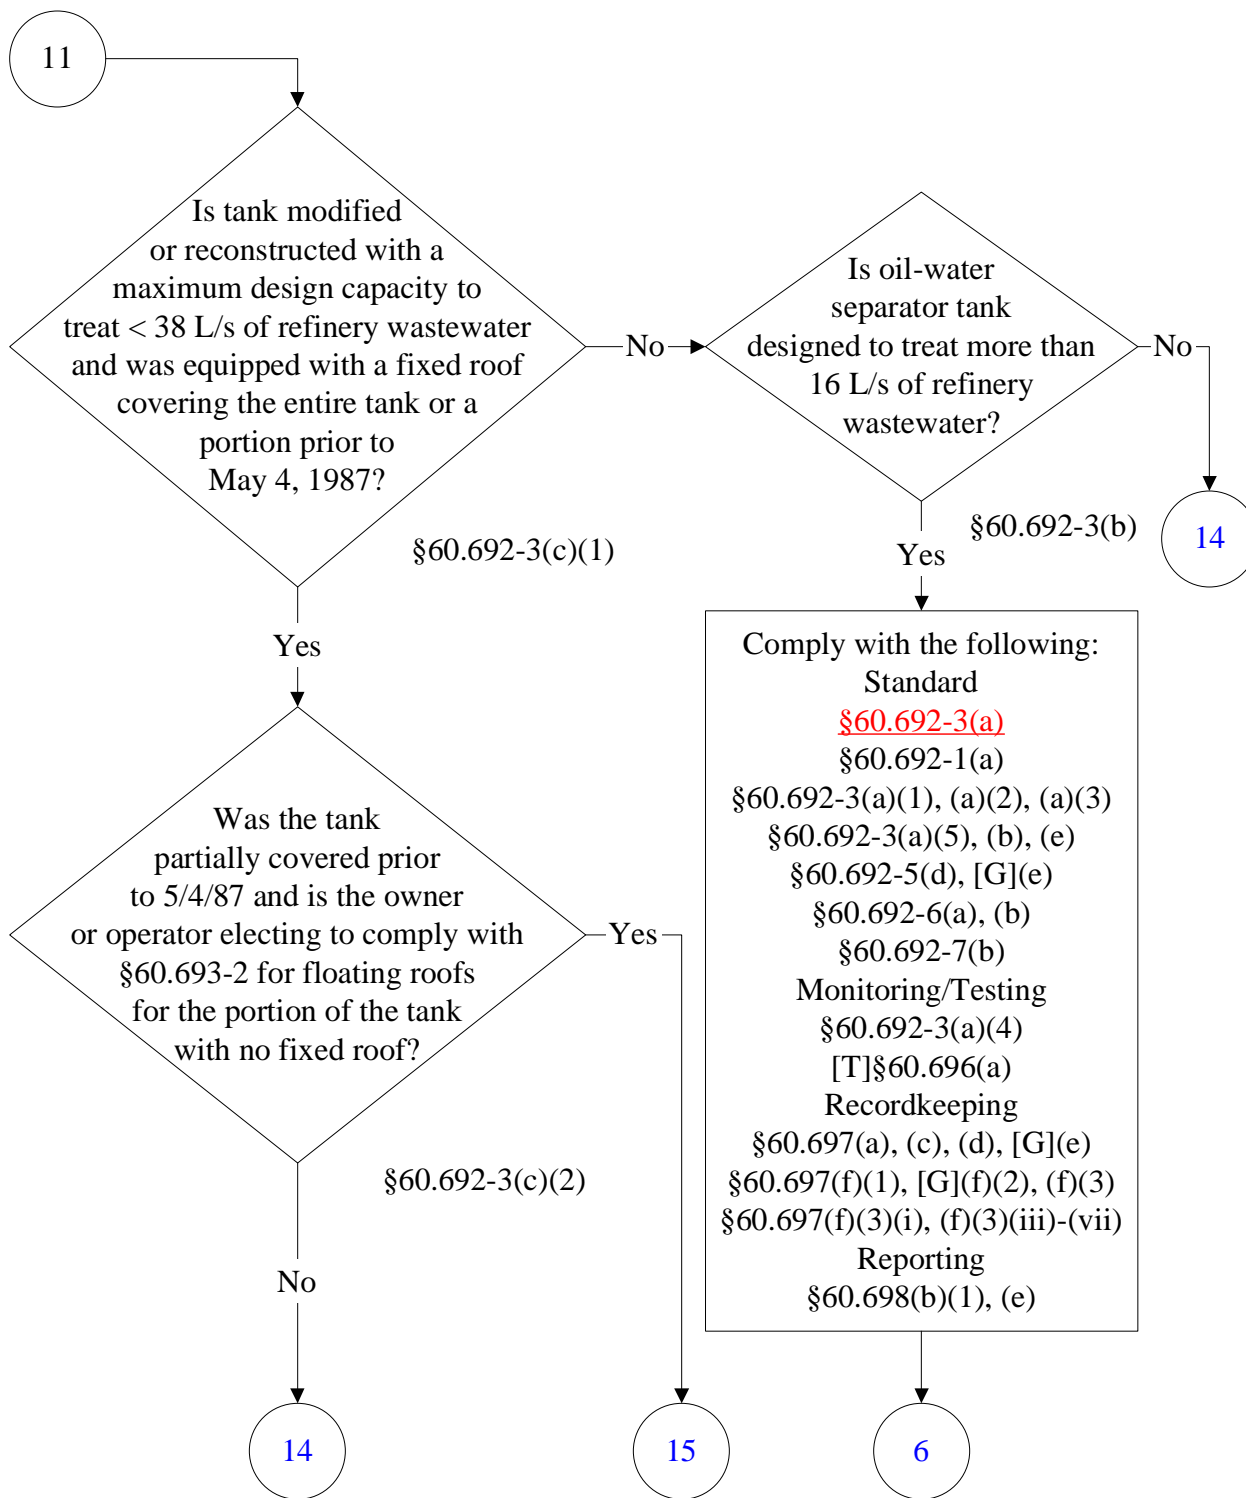 11
Is tank modified
or reconstructed with a
maximum design capacity to
treat < 38 L/s of refinery wastewater
and was equipped with a fixed roof
covering the entire tank or a
portion prior to
May 4, 1987?
§60.692-3(c)(1)
No
Is oil-water
separator tank
designed to treat more than
16 L/s of refinery
wastewater?
No
§60.692-3(b)
14
Yes
Yes
Comply with the following:
Standard
§60.692-3(a)
§60.692-1(a)
§60.692-3(a)(1), (a)(2), (a)(3)
§60.692-3(a)(5), (b), (e)
§60.692-5(d), [G](e)
§60.692-6(a), (b)
§60.692-7(b)
Monitoring/Testing
§60.692-3(a)(4)
[T]§60.696(a)
Recordkeeping
§60.697(a), (c), (d), [G](e)
§60.697(f)(1), [G](f)(2), (f)(3)
§60.697(f)(3)(i), (f)(3)(iii)-(vii)
Reporting
§60.698(b)(1), (e)
Was the tank
partially covered prior
to 5/4/87 and is the owner
or operator electing to comply with
§60.693-2 for floating roofs
for the portion of the tank
with no fixed roof?
Yes
§60.692-3(c)(2)
No
14
15
6